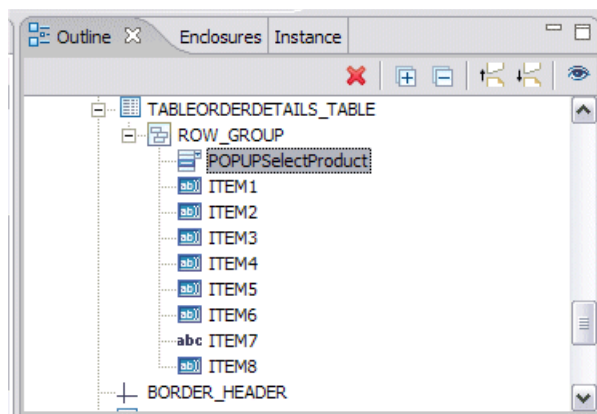 Outline Enclosures Instance
TABLEORDERDETAILS_TABLE
ROW_GROUP
POPUPSelectProduct
ab ITEM1
ab ITEM2
ab ITEM3
ab ITEM4
ab ITEM5
ab ITEM6
abc ITEM7
ab ITEM8
BORDER_HEADER